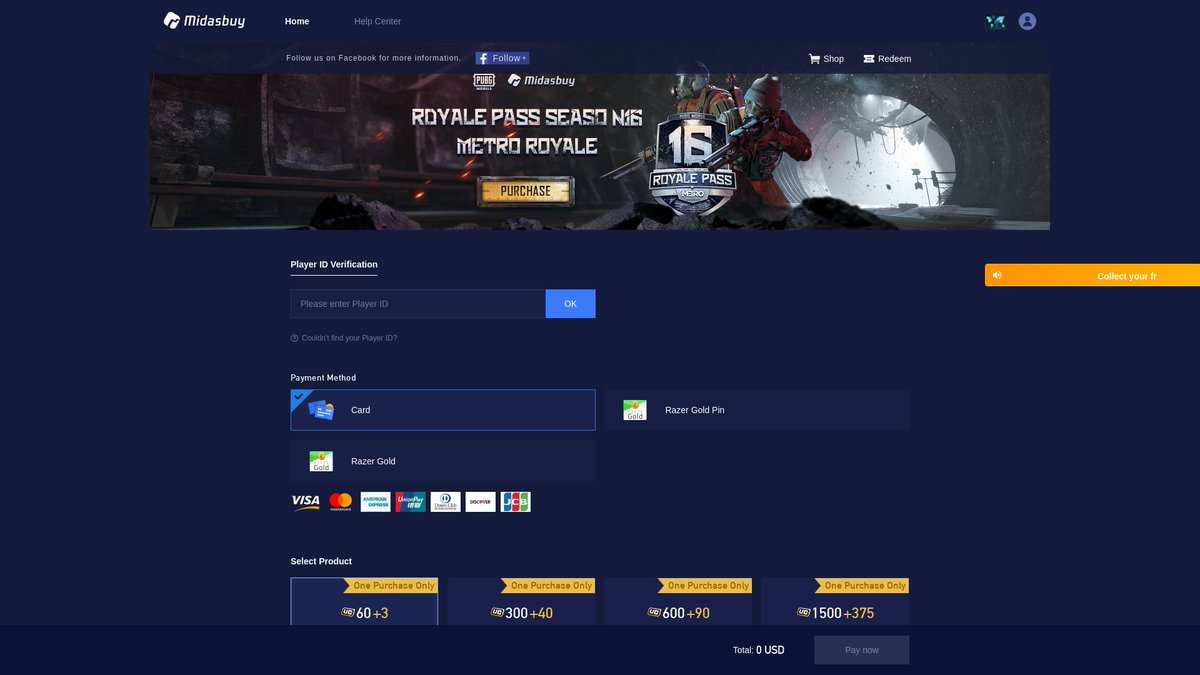 Midasbuy
Home
Help Center
Follow us on Facebook for more information.
Follow+
Shop
Redeem
PUBG
MOBILE
Midasbuy
ROYALE PASS SEASO N16
METRO ROYALE
PURCHASE
PUBG MOBILE
16
ROYALE PASS
METRO
Player ID Verification
Please enter Player ID
OK
Couldn't find your Player ID?
Collect your fr
Payment Method
Card
Gold
Razer Gold Pin
Gold
Razer Gold
VISA
mastercard
AMERICAN EXPRESS
UnionPay 银联
Diners Club
DISCOVER
JCB
Select Product
One Purchase Only
One Purchase Only
One Purchase Only
One Purchase Only
UC 60+3
UC 300+40
UC 600+90
UC 1500+375
Total: 0 USD
Pay now